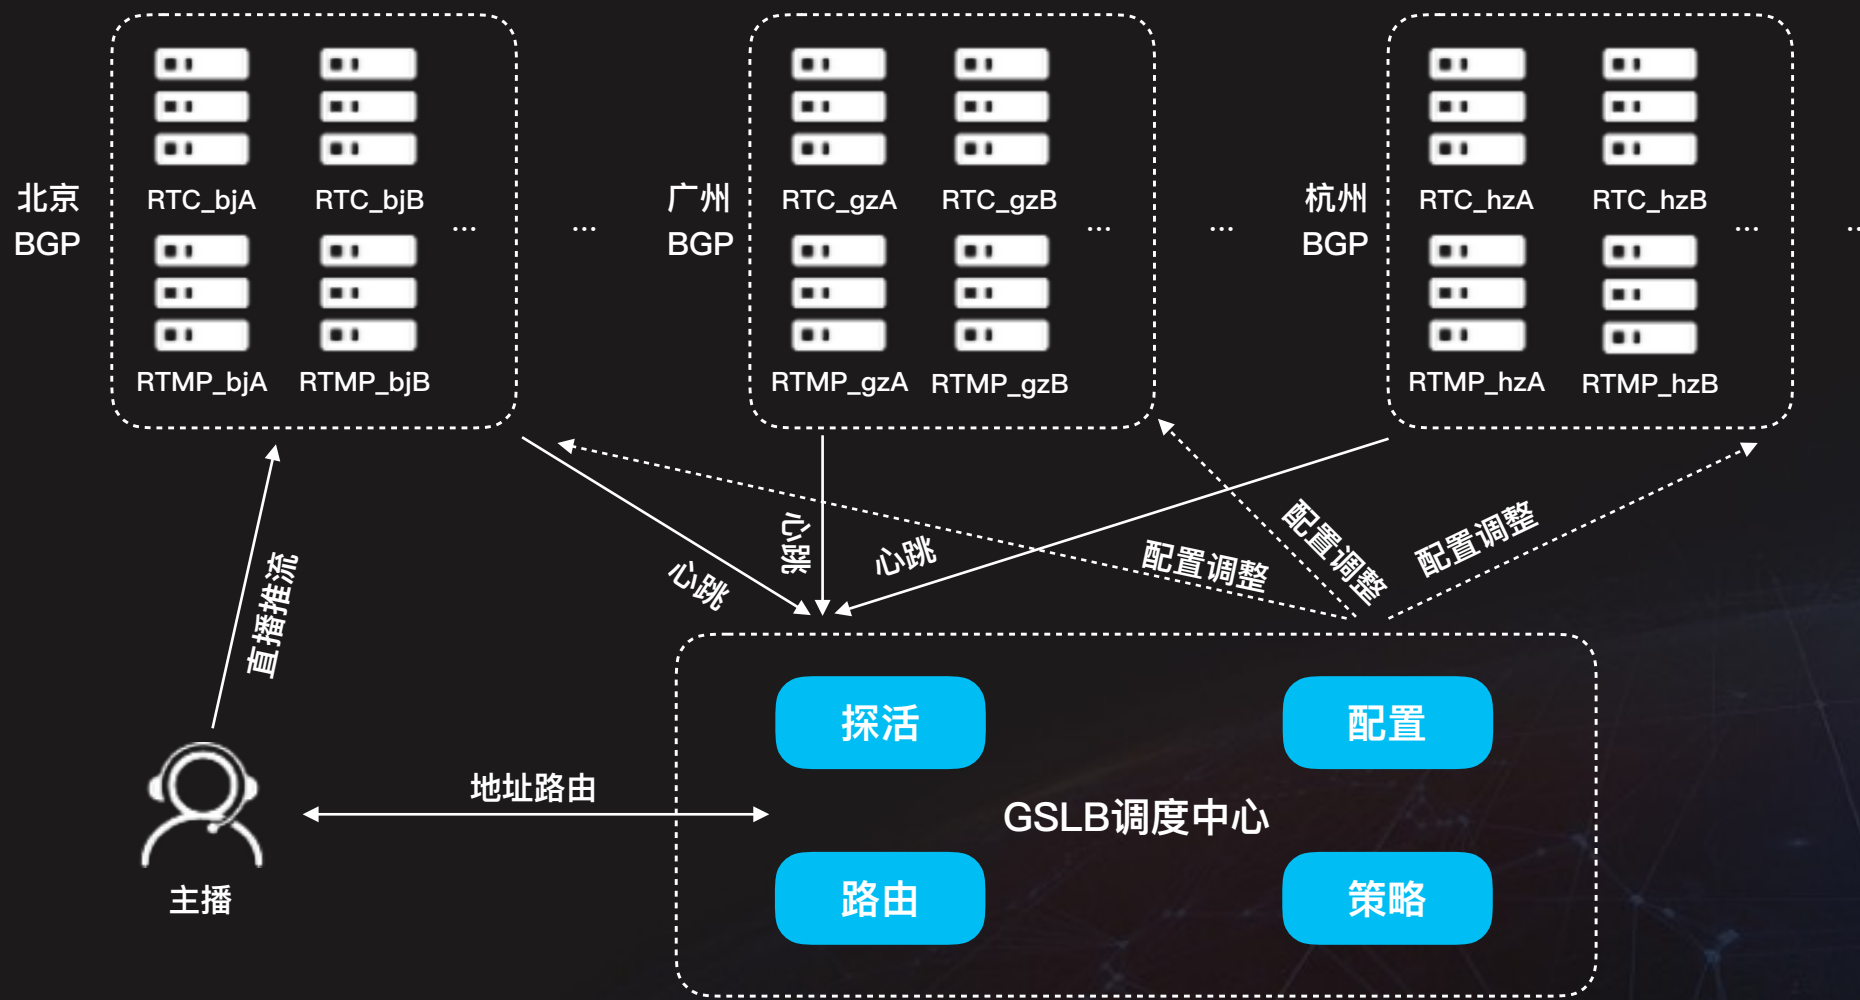 北京
BGP
RTC_bjA
RTC_bjB
...
RTMP_bjA
RTMP_bjB
...
广州
BGP
RTC_gzA
RTC_gzB
...
RTMP_gzA
RTMP_gzB
...
杭州
BGP
RTC_hzA
RTC_hzB
...
RTMP_hzA
RTMP_hzB
..
直播推流
心跳
心跳
心跳
配置调整
配置调整
配置调整
主播
地址路由
探活
配置
GSLB调度中心
路由
策略